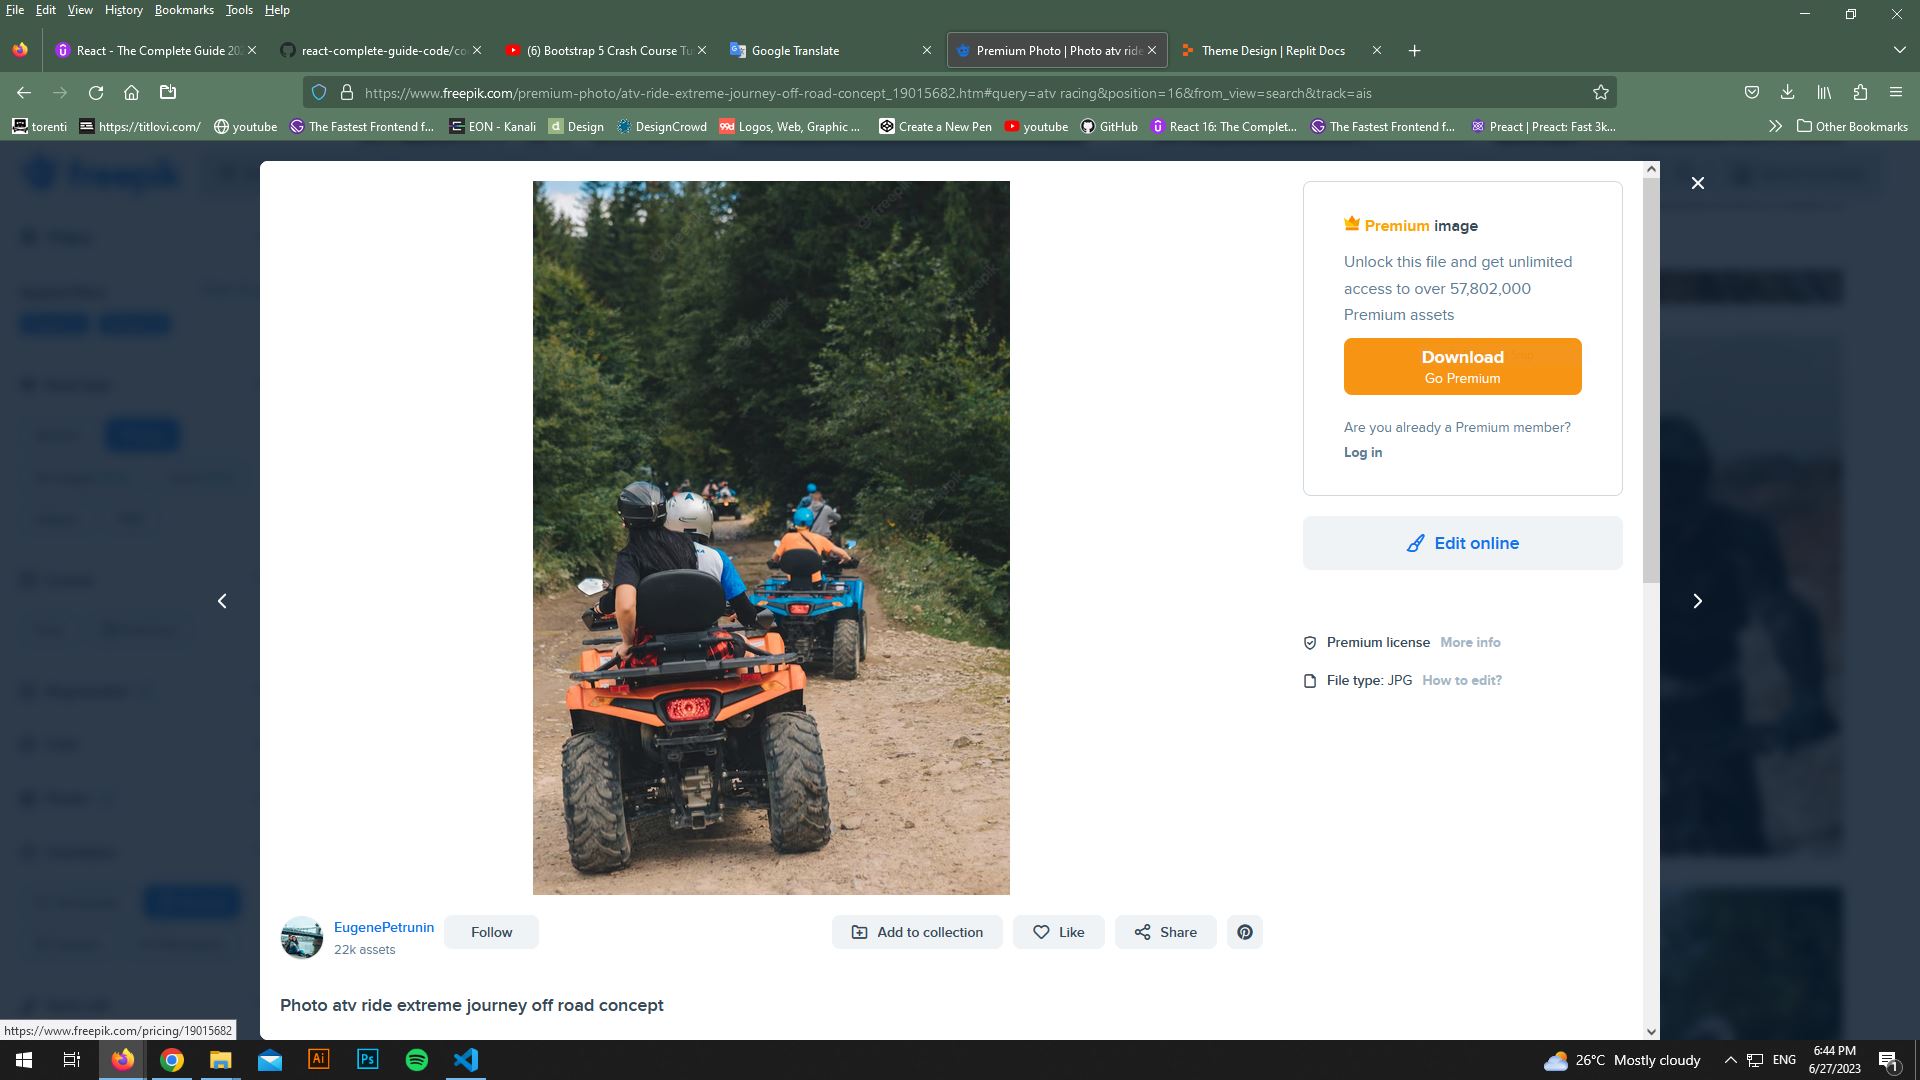 File Edit View History Bookmarks Tools Help
React - The Complete Guide 202
react-complete-guide-code/co
(6) Bootstrap 5 Crash Course Tu
Google Translate
Premium Photo | Photo atv ride
Theme Design | Replit Docs
https://www.freepik.com/premium-photo/atv-ride-extreme-journey-off-road-concept_19015682.htm#query=atv racing&position=16&from_view=search&track=ais
torenti
https://titlovi.com/
youtube
The Fastest Frontend f...
EON - Kanali
Design
DesignCrowd
99d Logos, Web, Graphic ...
Create a New Pen
youtube
GitHub
React 16: The Complet...
The Fastest Frontend f...
Preact | Preact: Fast 3k...
Other Bookmarks
freepik
Premium image
Unlock this file and get unlimited
access to over 57,802,000
Premium assets
Download
Go Premium
Are you already a Premium member?
Log in
Edit online
Premium license More info
File type: JPG How to edit?
EugenePetrunin
22k assets
Follow
Add to collection
Like
Share
Photo atv ride extreme journey off road concept
https://www.freepik.com/pricing/19015682
Ai
Ps
26°C Mostly cloudy
ENG
6:44 PM
6/27/2023
1